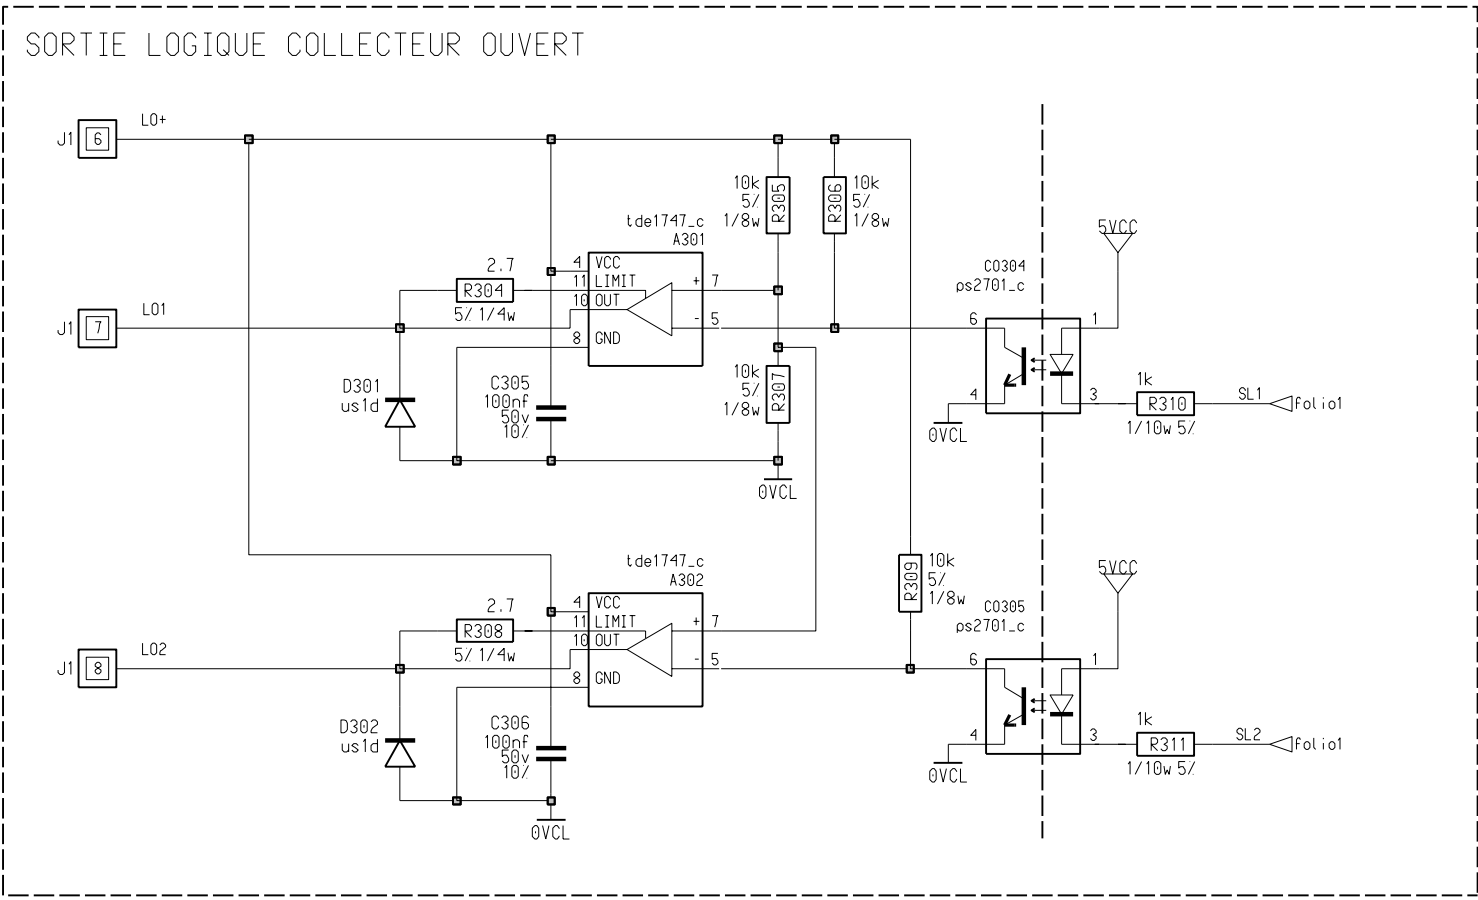 SORTIE LOGIQUE COLLECTEUR OUVERT
J1 6 LO+
10k
5%
1/8w
R305
R306
10k
5%
1/8w
tde1747_c
A301
4 VCC
11 LIMIT
10 OUT
8 GND
+ 7
- 5
2.7
R304
5% 1/4w
J1 7 LO1
5VCC
CO304
ps2701_c
6
1
4
3
0VCL
1k
R310
1/10w 5%
SL1
folio1
D301
us1d
C305
100nf
50v
10%
10k
5%
1/8w
R307
0VCL
tde1747_c
A302
4 VCC
11 LIMIT
10 OUT
8 GND
+ 7
- 5
R309
10k
5%
1/8w
2.7
R308
5% 1/4w
J1 8 LO2
5VCC
CO305
ps2701_c
6
1
4
3
0VCL
1k
R311
1/10w 5%
SL2
folio1
D302
us1d
C306
100nf
50v
10%
0VCL